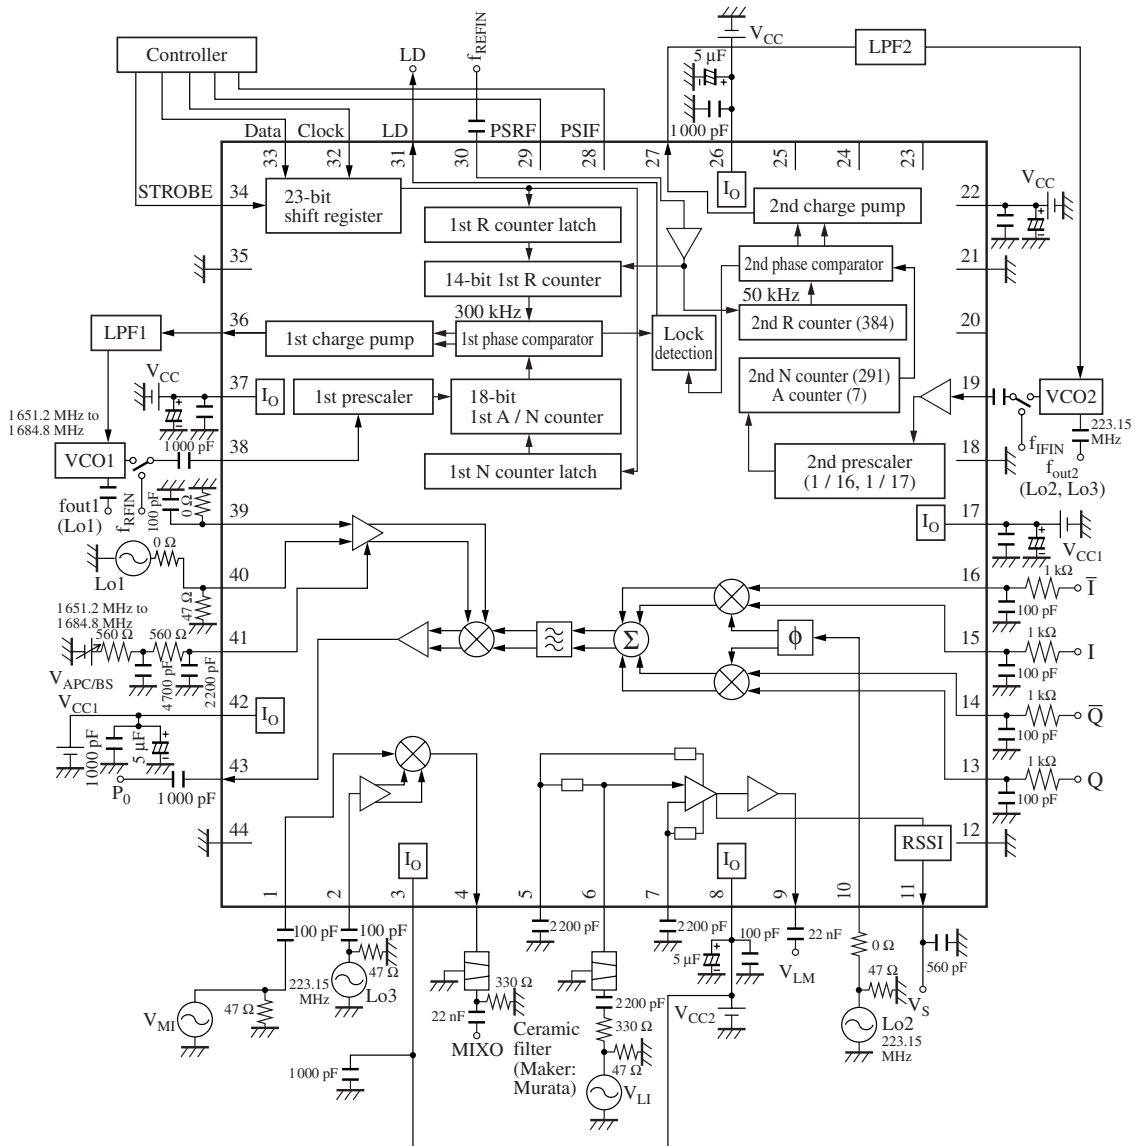 Controller
LD
fREFIN
VCC
5 µF
LPF2
1 000 pF
Data
Clock
LD
PSRF
PSIF
33
32
31
30
29
28
27
26
25
24
23
STROBE
34
23-bit
shift register
IO
2nd charge pump
22
VCC
1st R counter latch
35
14-bit 1st R counter
2nd phase comparator
21
300 kHz
50 kHz
LPF1
36
1st charge pump
1st phase comparator
Lock
detection
2nd R counter (384)
20
VCC
37
IO
1st prescaler
18-bit
1st A / N counter
2nd N counter (291)
A counter (7)
19
VCO2
1 651.2 MHz to
1 684.8 MHz
1 000 pF
38
223.15
MHz
VCO1
1st N counter latch
2nd prescaler
(1 / 16, 1 / 17)
18
fIFIN
fout2
(Lo2, Lo3)
fout1
(Lo1)
fRFIN
100 pF
0 Ω
39
IO
17
VCC1
0 Ω
Lo1
40
47 Ω
16
1 kΩ
I̅
100 pF
1 651.2 MHz to
1 684.8 MHz
560 Ω
560 Ω
41
Σ
ϕ
15
1 kΩ
I
100 pF
VAPC/BS
4 700 pF
2 200 pF
VCC1
42
IO
14
1 kΩ
Q̅
100 pF
1 000 pF
5 µF
43
13
1 kΩ
Q
100 pF
P0
1 000 pF
44
IO
IO
RSSI
12
1
2
3
4
5
6
7
8
9
10
11
100 pF
100 pF
47 Ω
223.15
MHz
Lo3
VMI
47 Ω
330 Ω
22 nF
MIXO
1 000 pF
2 200 pF
Ceramic
filter
(Maker:
Murata)
2 200 pF
330 Ω
47 Ω
VLI
2 200 pF
5 µF
100 pF
VCC2
22 nF
VLM
0 Ω
47 Ω
Lo2
223.15
MHz
560 pF
VS